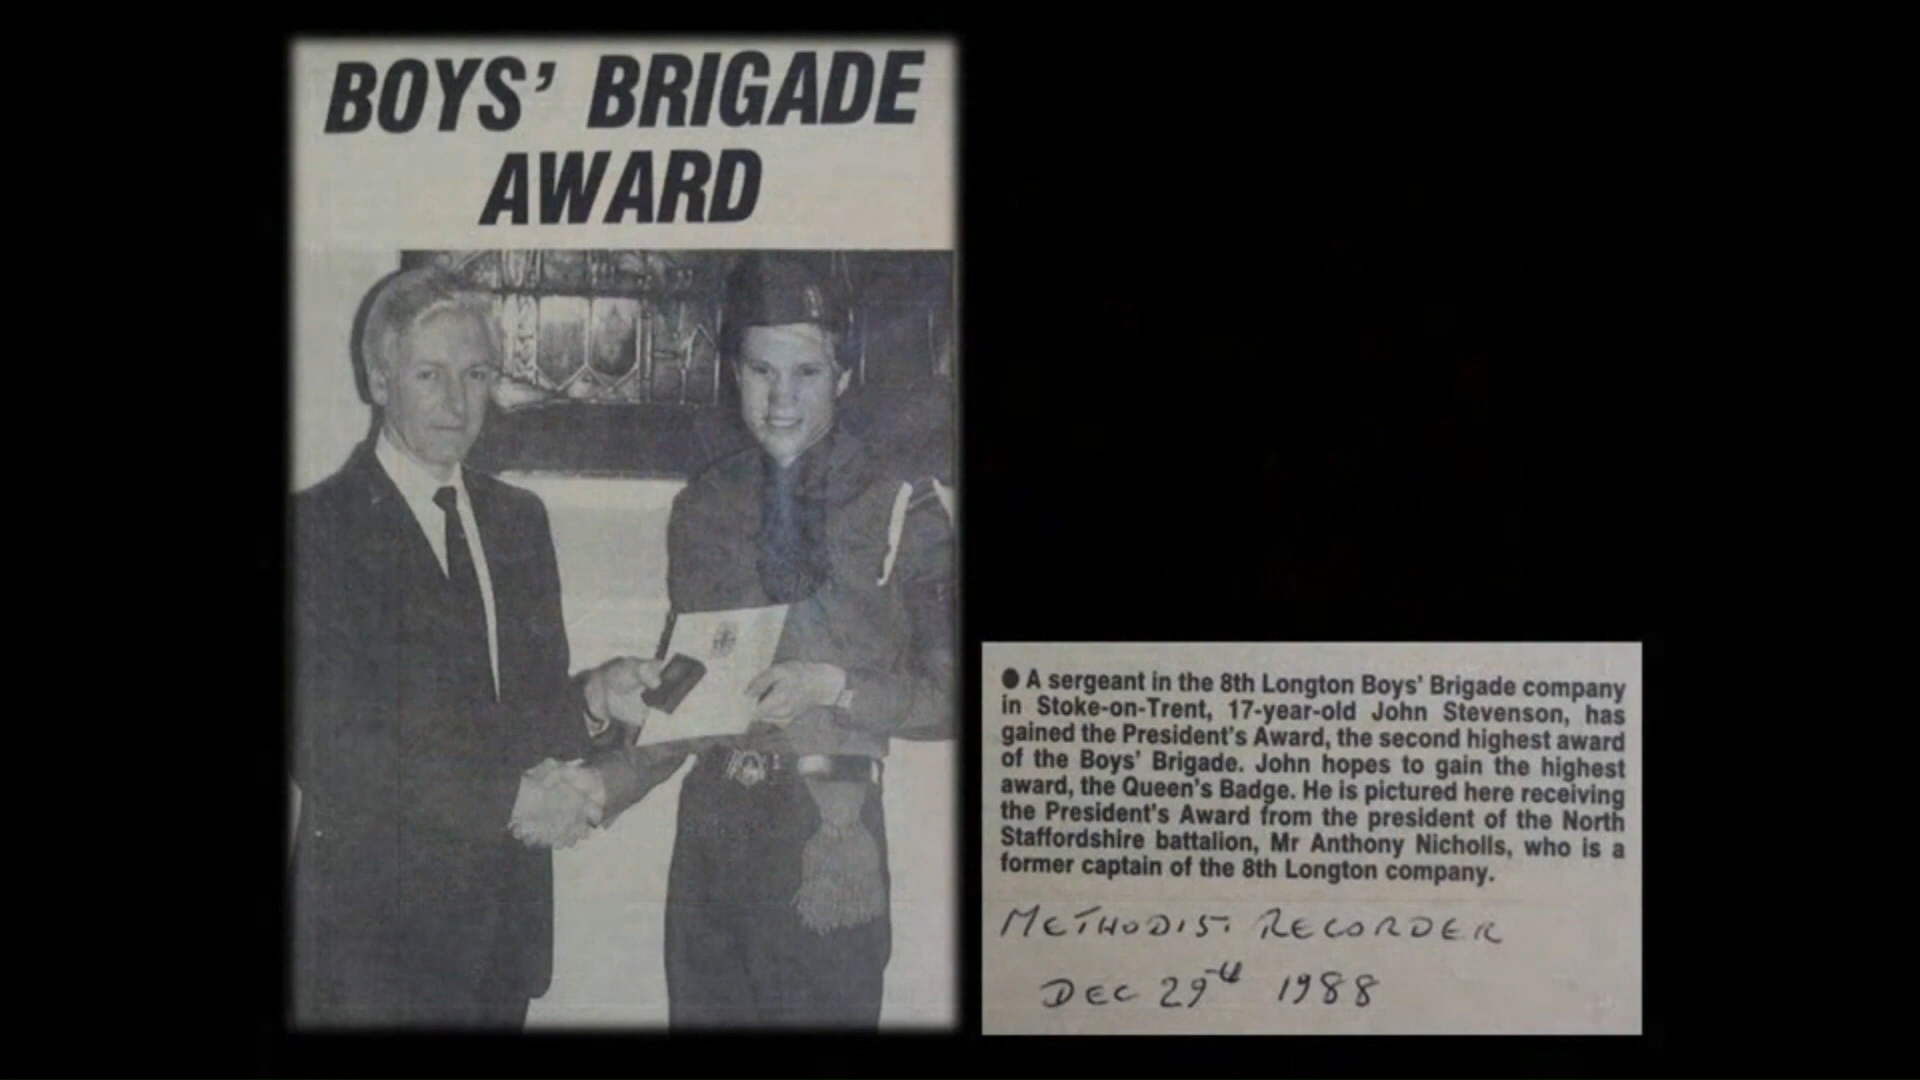 BOYS' BRIGADE
AWARD
● A sergeant in the 8th Longton Boys' Brigade company
in Stoke-on-Trent, 17-year-old John Stevenson, has
gained the President's Award, the second highest award
of the Boys' Brigade. John hopes to gain the highest
award, the Queen's Badge. He is pictured here receiving
the President's Award from the president of the North
Staffordshire battalion, Mr Anthony Nicholls, who is a
former captain of the 8th Longton company.
METHODIST RECORDER
DEC 29TH 1988